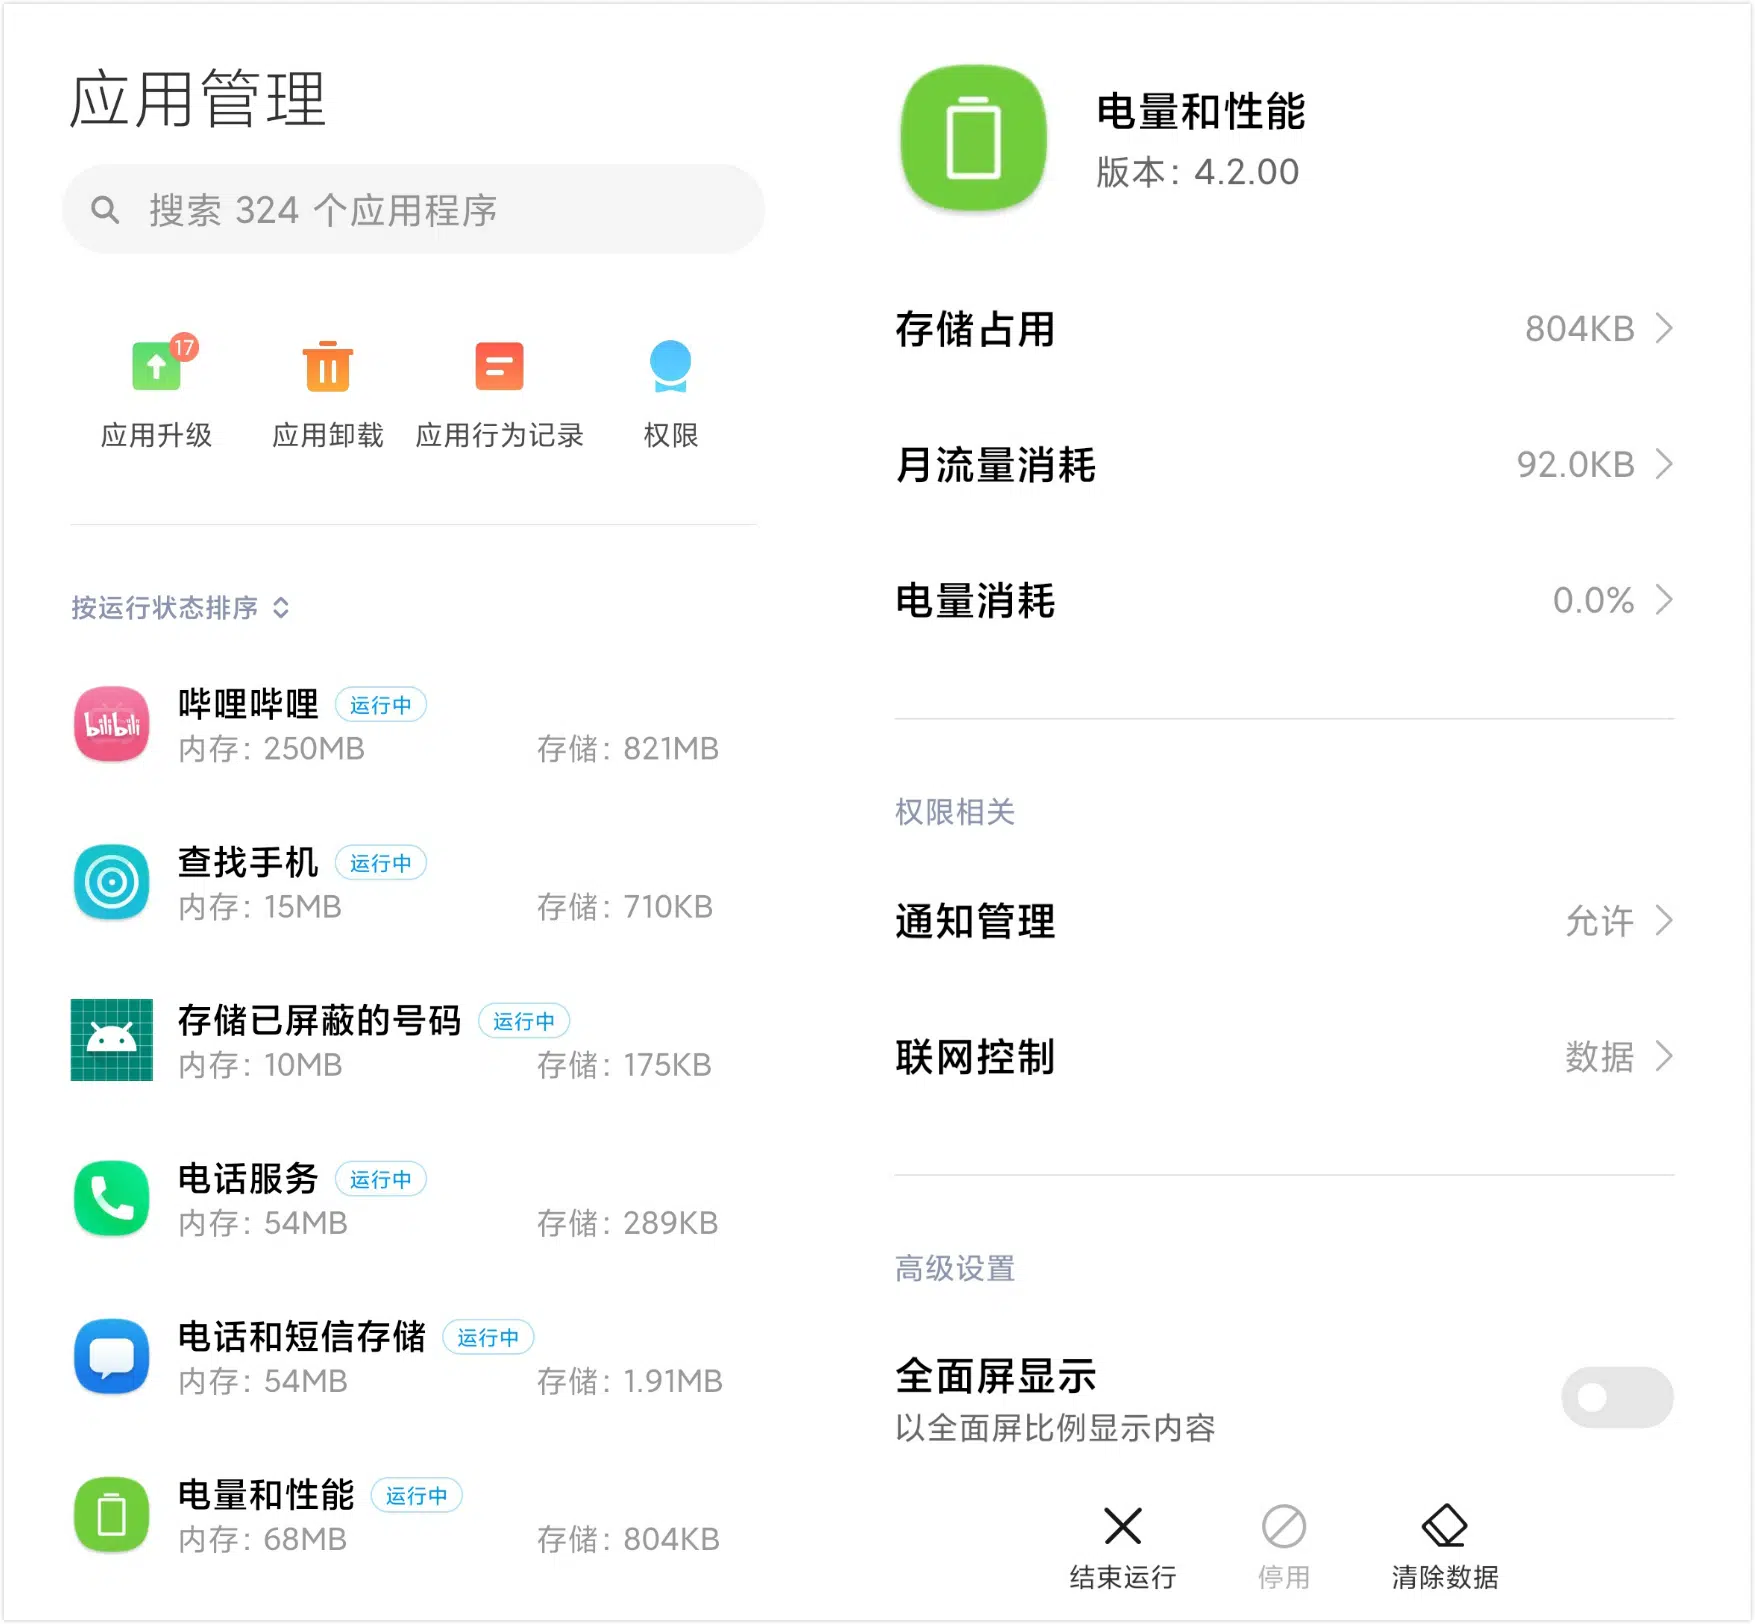 应用管理
搜索 324 个应用程序
17
应用升级 应用卸载 应用行为记录 权限
按运行状态排序
bilibili
哔哩哔哩 运行中
内存：250MB 存储：821MB
查找手机 运行中
内存：15MB 存储：710KB
存储已屏蔽的号码 运行中
内存：10MB 存储：175KB
电话服务 运行中
内存：54MB 存储：289KB
电话和短信存储 运行中
内存：54MB 存储：1.91MB
电量和性能 运行中
内存：68MB 存储：804KB
电量和性能
版本：4.2.00
存储占用 804KB
月流量消耗 92.0KB
电量消耗 0.0%
权限相关
通知管理 允许
联网控制 数据
高级设置
全面屏显示
以全面屏比例显示内容
结束运行 停用 清除数据